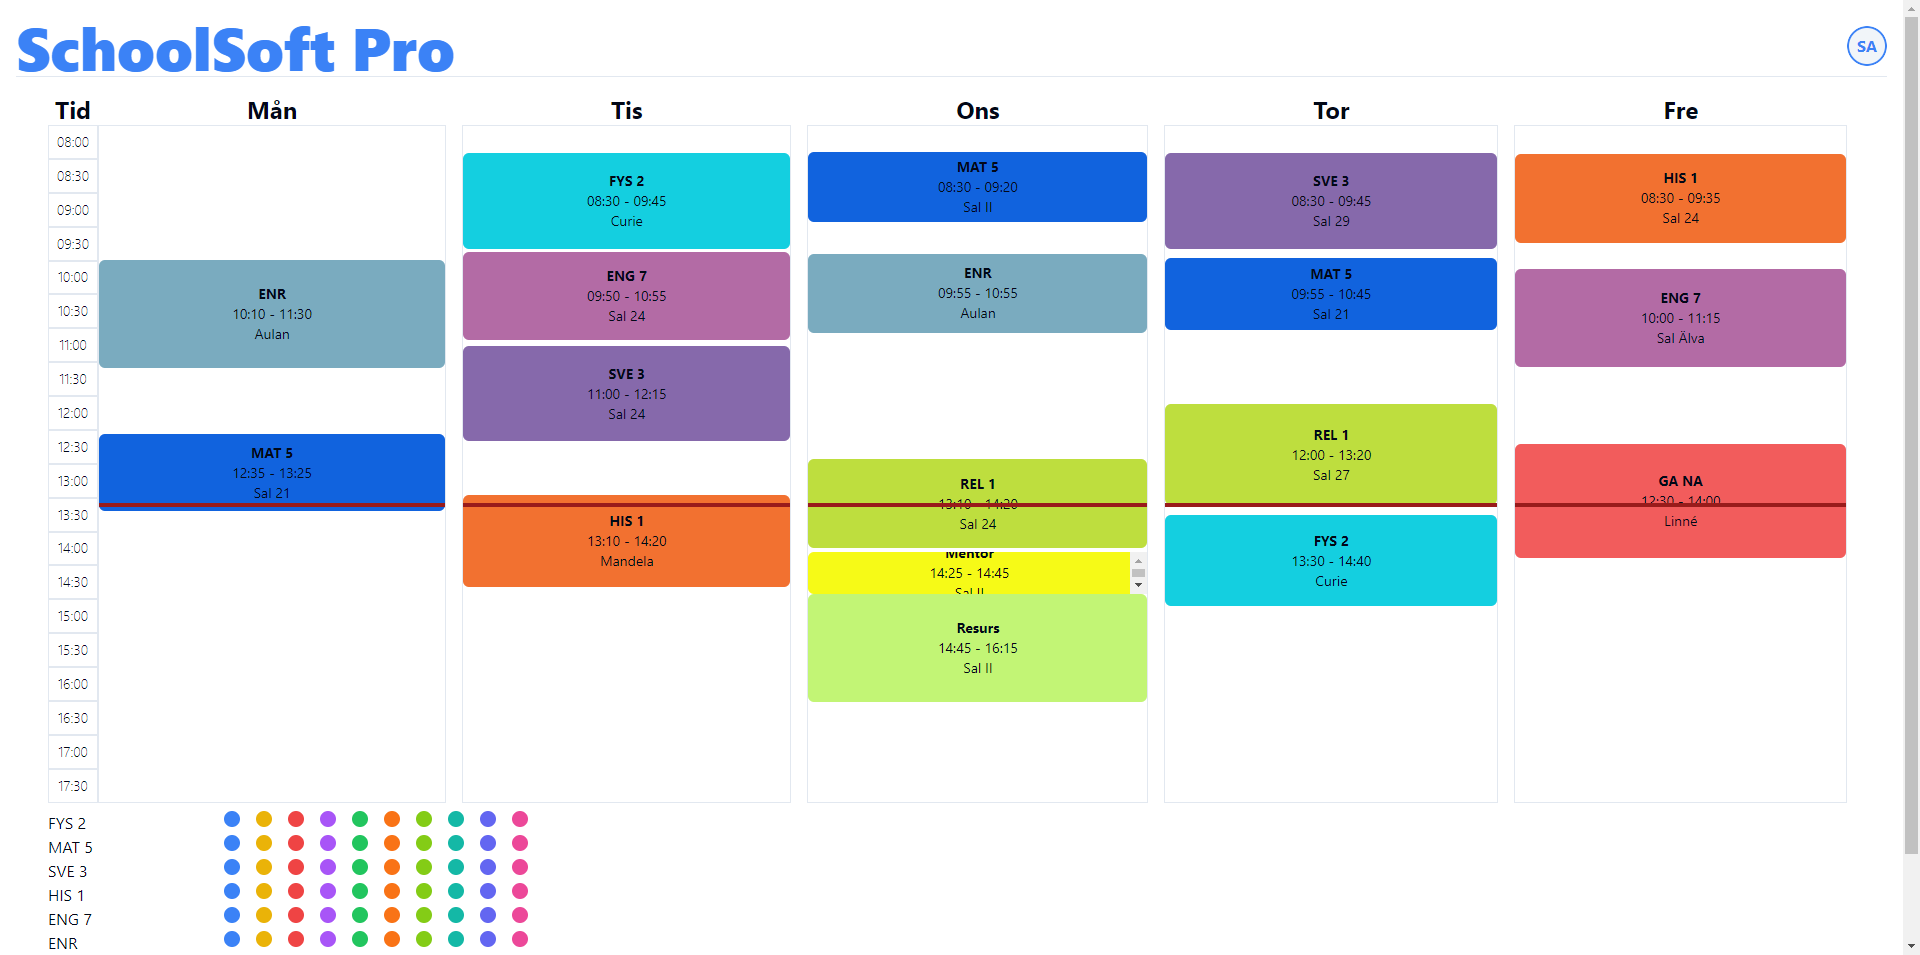 SchoolSoft Pro
SA
Tid
Mån
Tis
Ons
Tor
Fre
08:00
08:30
09:00
09:30
10:00
10:30
11:00
11:30
12:00
12:30
13:00
13:30
14:00
14:30
15:00
15:30
16:00
16:30
17:00
17:30
ENR
10:10 - 11:30
Aulan
MAT 5
12:35 - 13:25
Sal 21
FYS 2
08:30 - 09:45
Curie
ENG 7
09:50 - 10:55
Sal 24
SVE 3
11:00 - 12:15
Sal 24
HIS 1
13:10 - 14:20
Mandela
MAT 5
08:30 - 09:20
Sal II
ENR
09:55 - 10:55
Aulan
REL 1
13:10 - 14:20
Sal 24
Mentor
14:25 - 14:45
Sal II
Resurs
14:45 - 16:15
Sal II
SVE 3
08:30 - 09:45
Sal 29
MAT 5
09:55 - 10:45
Sal 21
REL 1
12:00 - 13:20
Sal 27
FYS 2
13:30 - 14:40
Curie
HIS 1
08:30 - 09:35
Sal 24
ENG 7
10:00 - 11:15
Sal Älva
GA NA
12:30 - 14:00
Linné
FYS 2
MAT 5
SVE 3
HIS 1
ENG 7
ENR